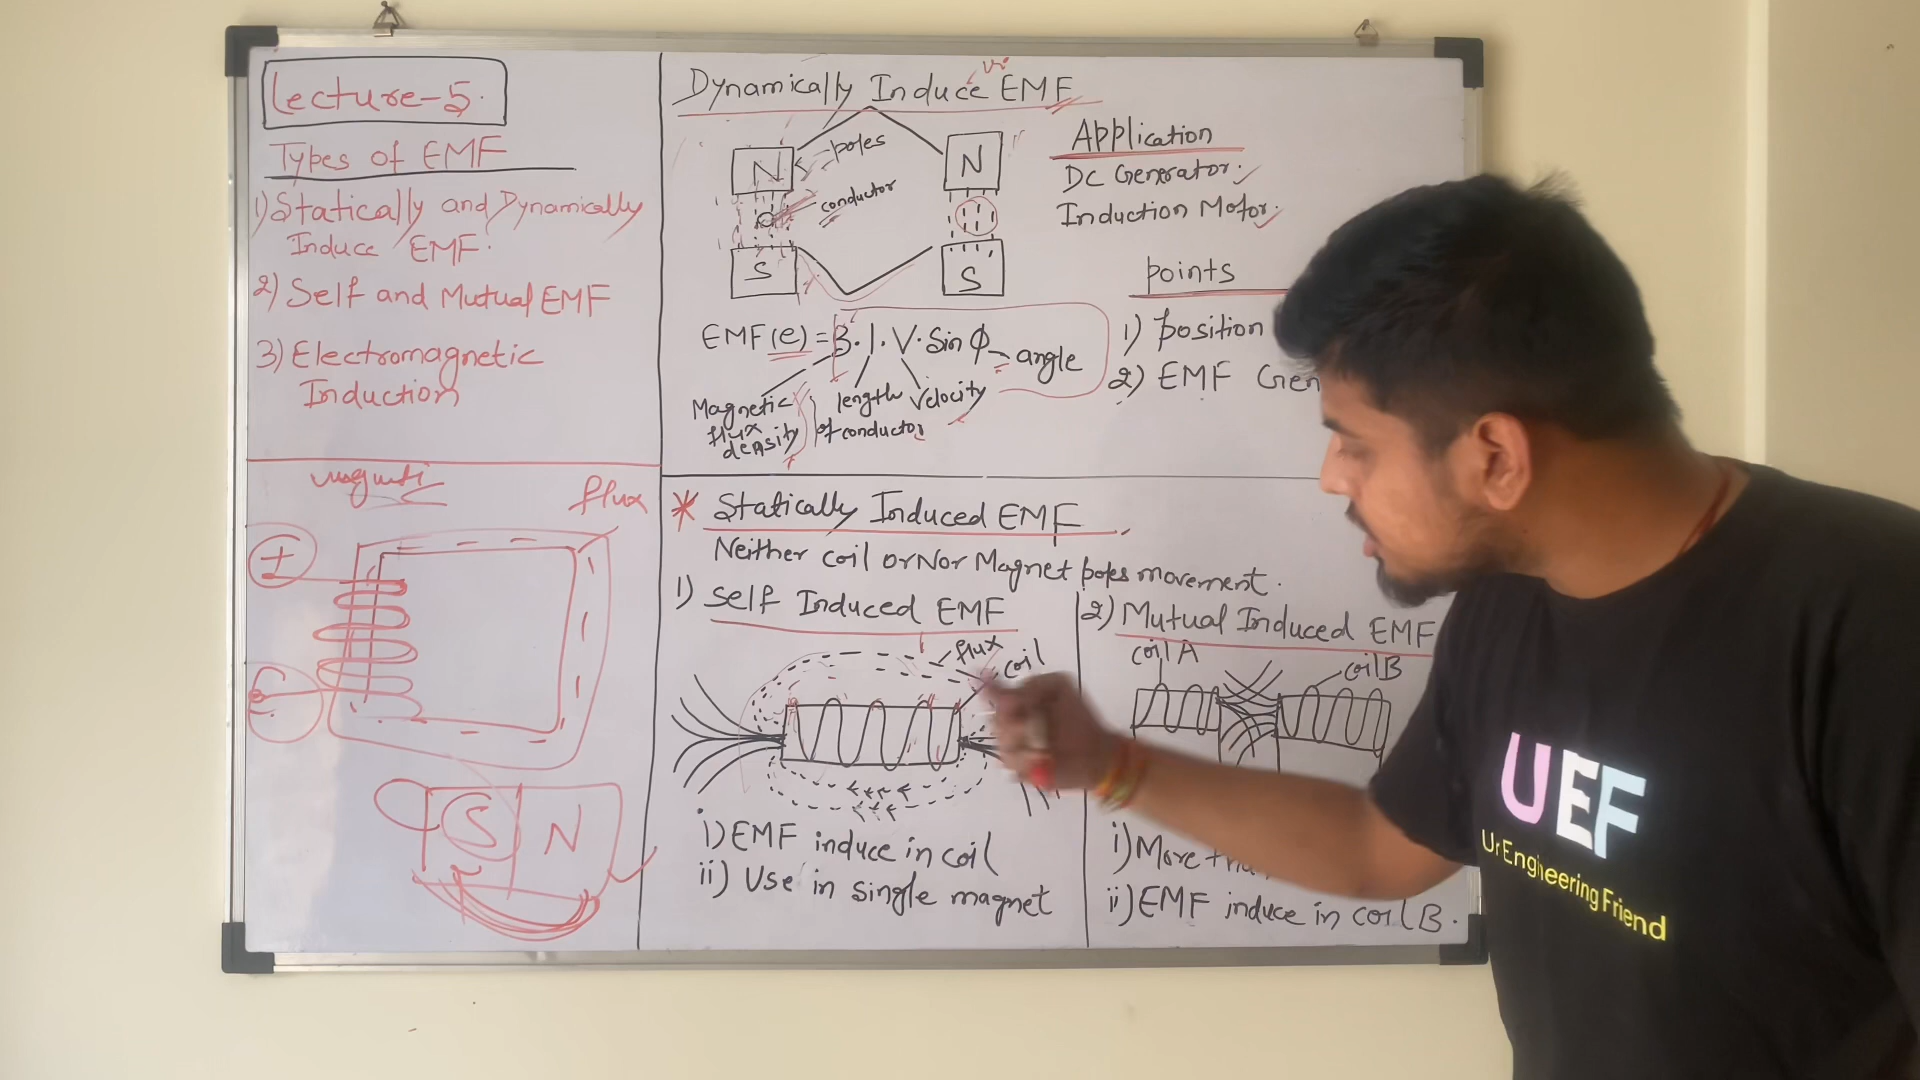 Lecture-5.
Types of EMF
1) Statically and Dynamically
Induce EMF.
2) Self and Mutual EMF
3) Electromagnetic
Induction
flux
I
S N
Dynamically Induce EMF
N
poles
conductor
S
N
S
Application
DC Generator.
Induction Motor.
EMF(e) = B.l.V.Sin φ
angle
Magnetic flux density
length of conductor
Velocity
points
1) position
2) EMF Gen
* Statically Induced EMF
Neither coil or Nor Magnet poles movement.
1) Self Induced EMF
flux
coil
i) EMF induce in coil
ii) Use in single magnet
2) Mutual Induced EMF
coil A
coil B
i) More tha
ii) EMF induce in coil B.
UEF
Ur Engineering Friend